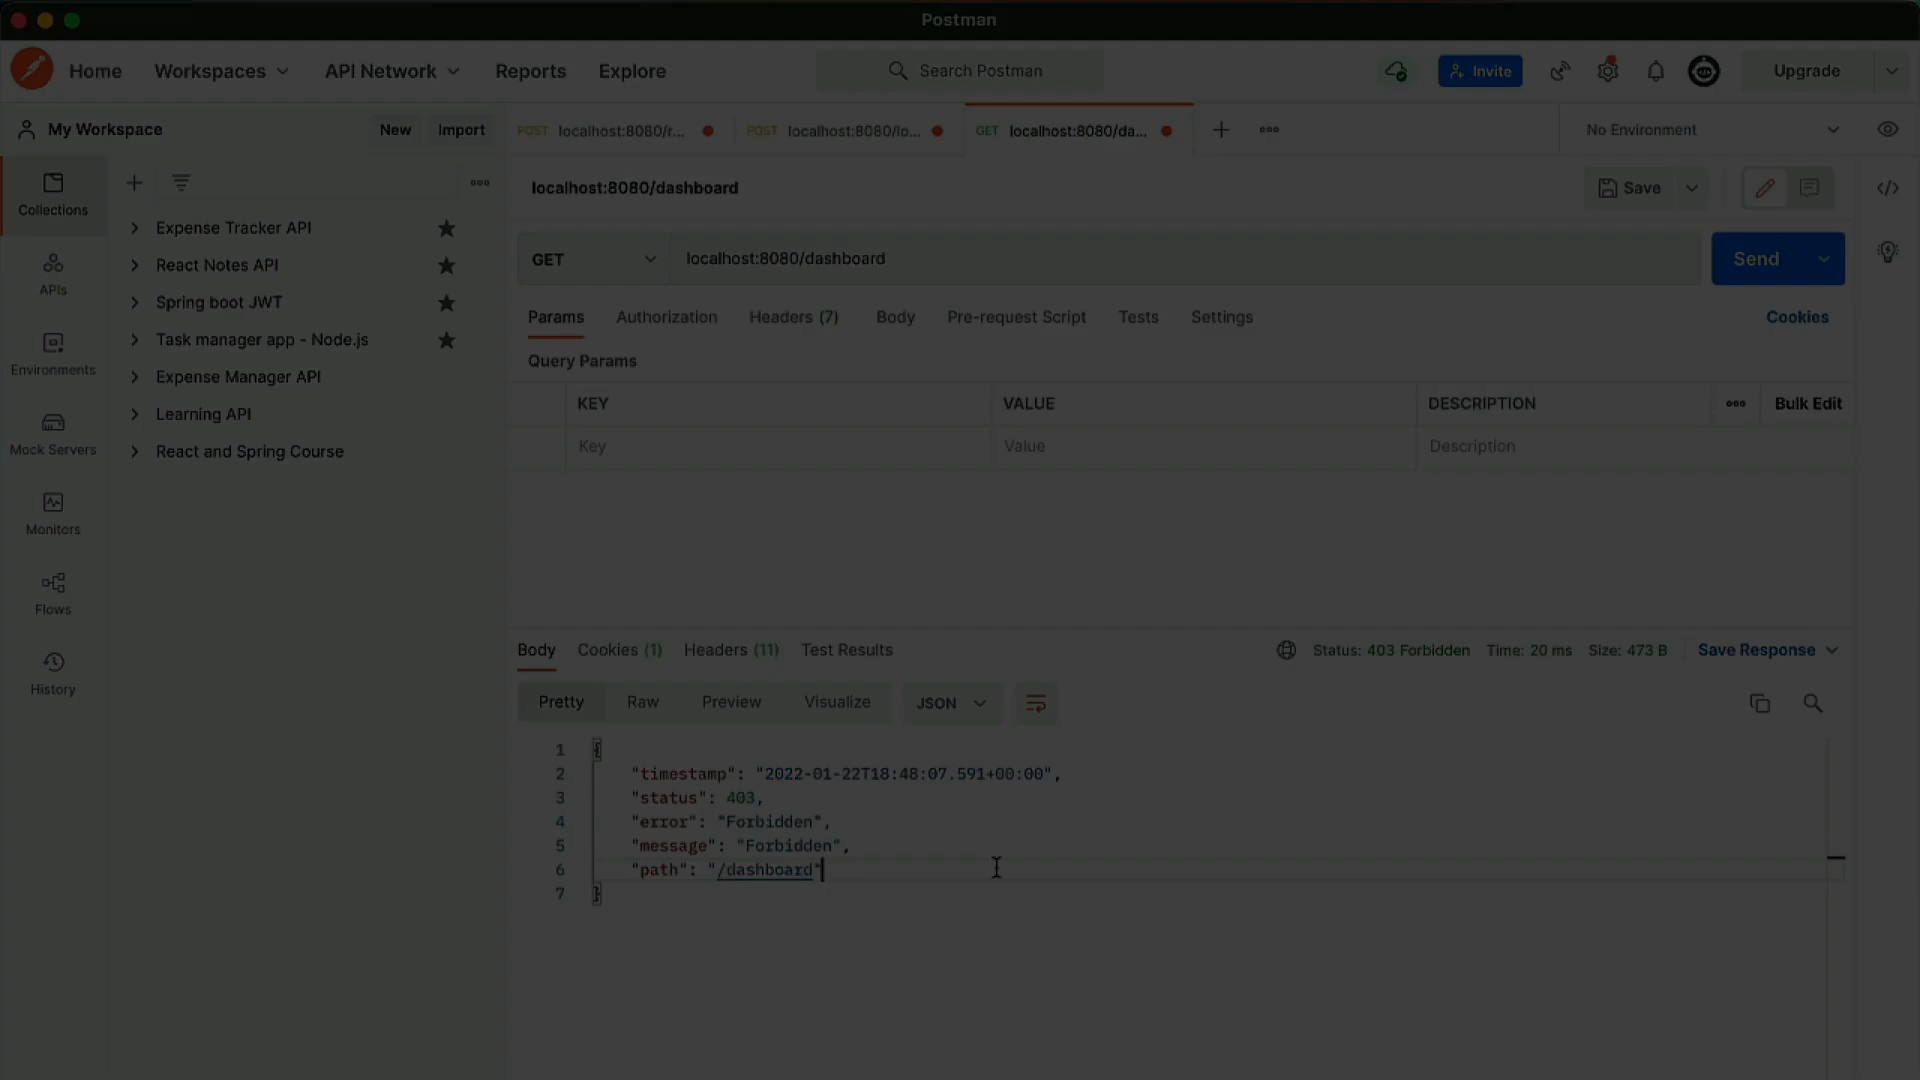 Postman
Home Workspaces API Network Reports Explore Search Postman Invite Upgrade
My Workspace New Import POST localhost:8080/r... POST localhost:8080/lo... GET localhost:8080/da... No Environment
localhost:8080/dashboard Save
Collections
Expense Tracker API
React Notes API
Spring boot JWT
Task manager app - Node.js
Expense Manager API
Learning API
React and Spring Course
APIs
Environments
Mock Servers
Monitors
Flows
History
GET localhost:8080/dashboard Send
Params Authorization Headers (7) Body Pre-request Script Tests Settings Cookies
Query Params
KEY VALUE DESCRIPTION Bulk Edit
Key Value Description
Body Cookies (1) Headers (11) Test Results Status: 403 Forbidden Time: 20 ms Size: 473 B Save Response
Pretty Raw Preview Visualize JSON
1 {
2 "timestamp": "2022-01-22T18:48:07.591+00:00",
3 "status": 403,
4 "error": "Forbidden",
5 "message": "Forbidden",
6 "path": "/dashboard"
7 }